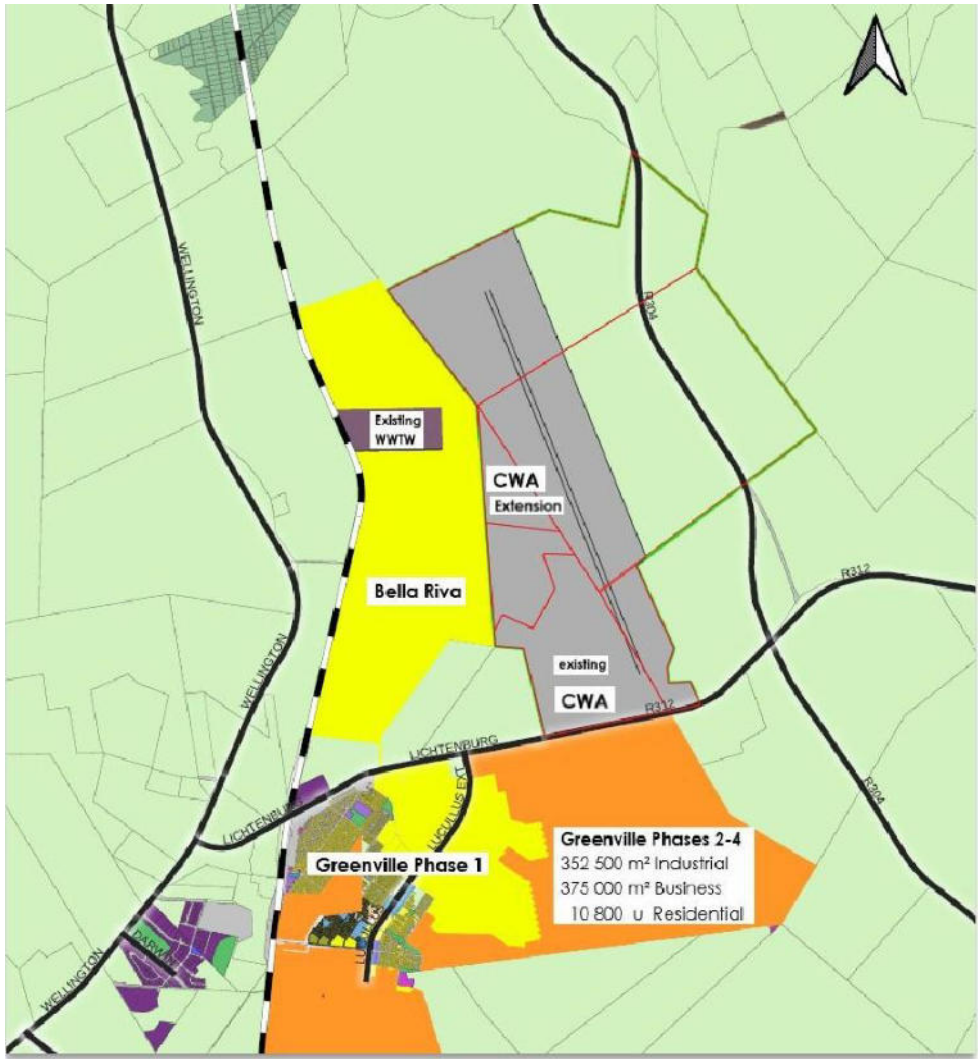 WELLINGTON
R304
Existing
WWTW
CWA
Extension
R312
Bella Riva
WELLINGTON
existing
CWA
R312
LICHTENBURG
R304
LICHTENBURG
LUCULLUS EXT
Greenville Phase 1
Greenville Phases 2-4
352 500 m² Industrial
375 000 m² Business
10 800 u Residential
DARWIN
WELLINGTON